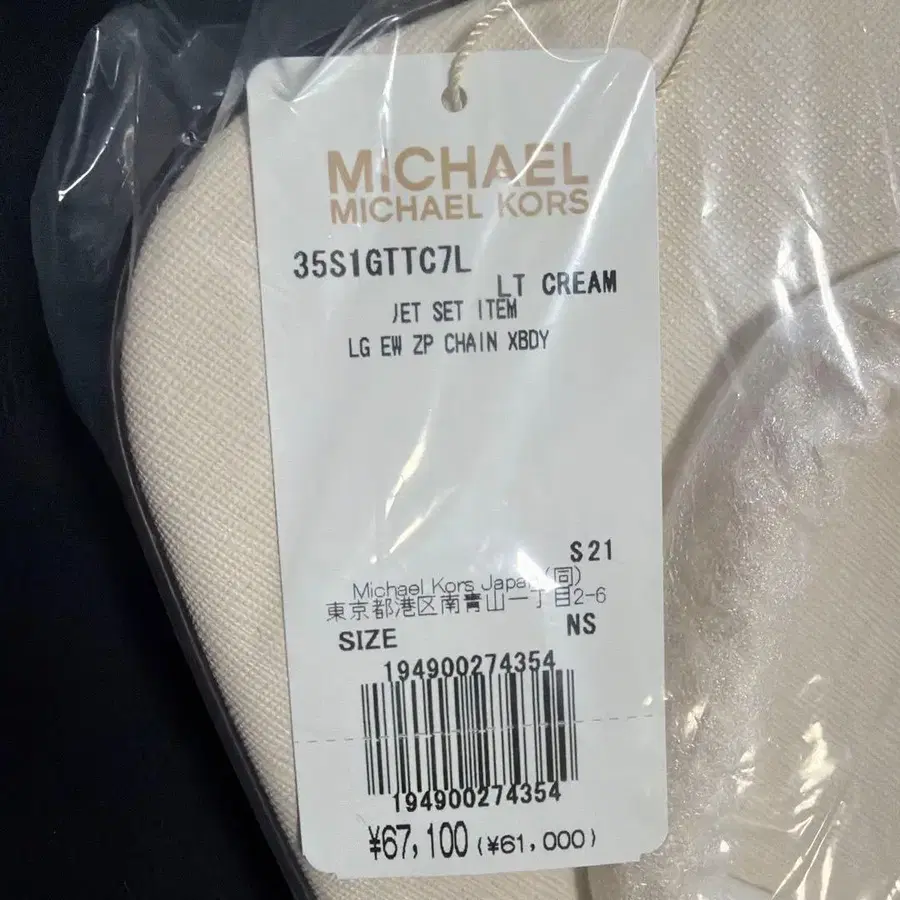 MICHAEL
MICHAEL KORS
35S1GTTC7L
LT CREAM
JET SET ITEM
LG EW ZP CHAIN XBDY
S21
Michael Kors Japan(同)
東京都港区南青山一丁目2-6
SIZE NS
194900274354
194900274354
¥67,100 (¥61,000)